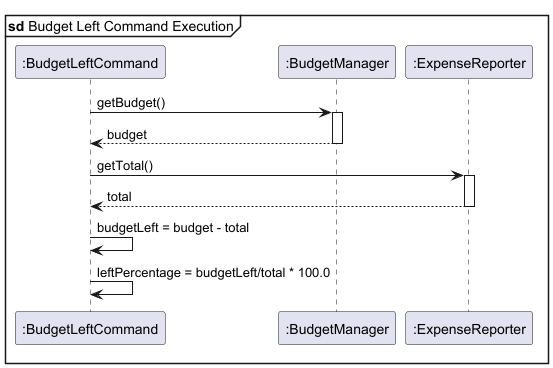 sd Budget Left Command Execution
:BudgetLeftCommand
:BudgetManager
:ExpenseReporter
getBudget()
budget
getTotal()
total
budgetLeft = budget - total
leftPercentage = budgetLeft/total * 100.0
:BudgetLeftCommand
:BudgetManager
:ExpenseReporter